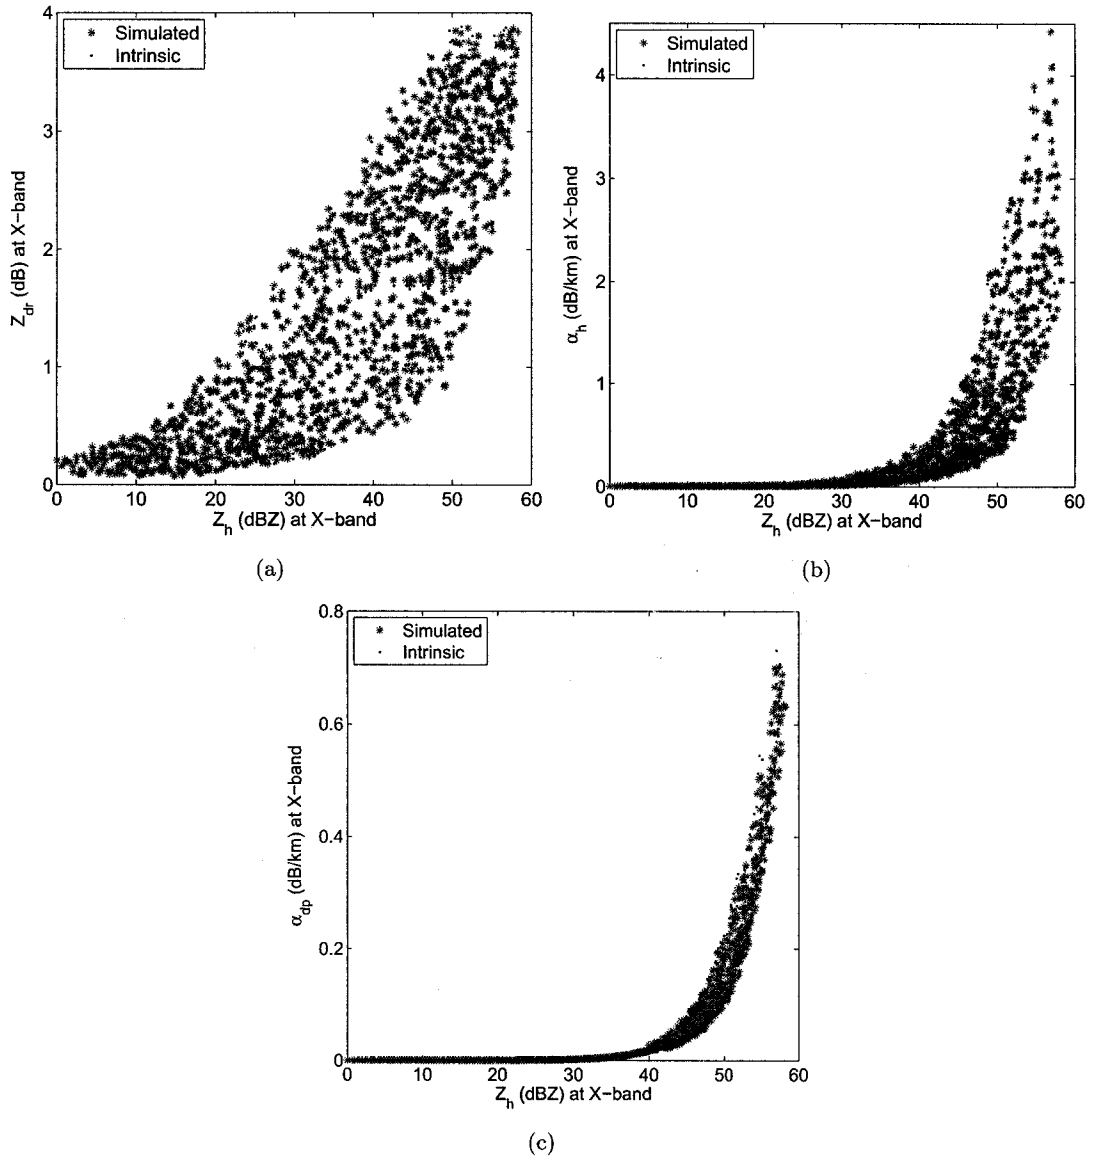 4
3
2
1
0
Simulated
Intrinsic
Z_dr (dB) at X−band
0 10 20 30 40 50 60
Z_h (dBZ) at X−band
(a)
4
3
2
1
0
Simulated
Intrinsic
α_h (dB/km) at X−band
0 10 20 30 40 50 60
Z_h (dBZ) at X−band
(b)
0.8
0.6
0.4
0.2
0
Simulated
Intrinsic
α_dp (dB/km) at X−band
0 10 20 30 40 50 60
Z_h (dBZ) at X−band
(c)